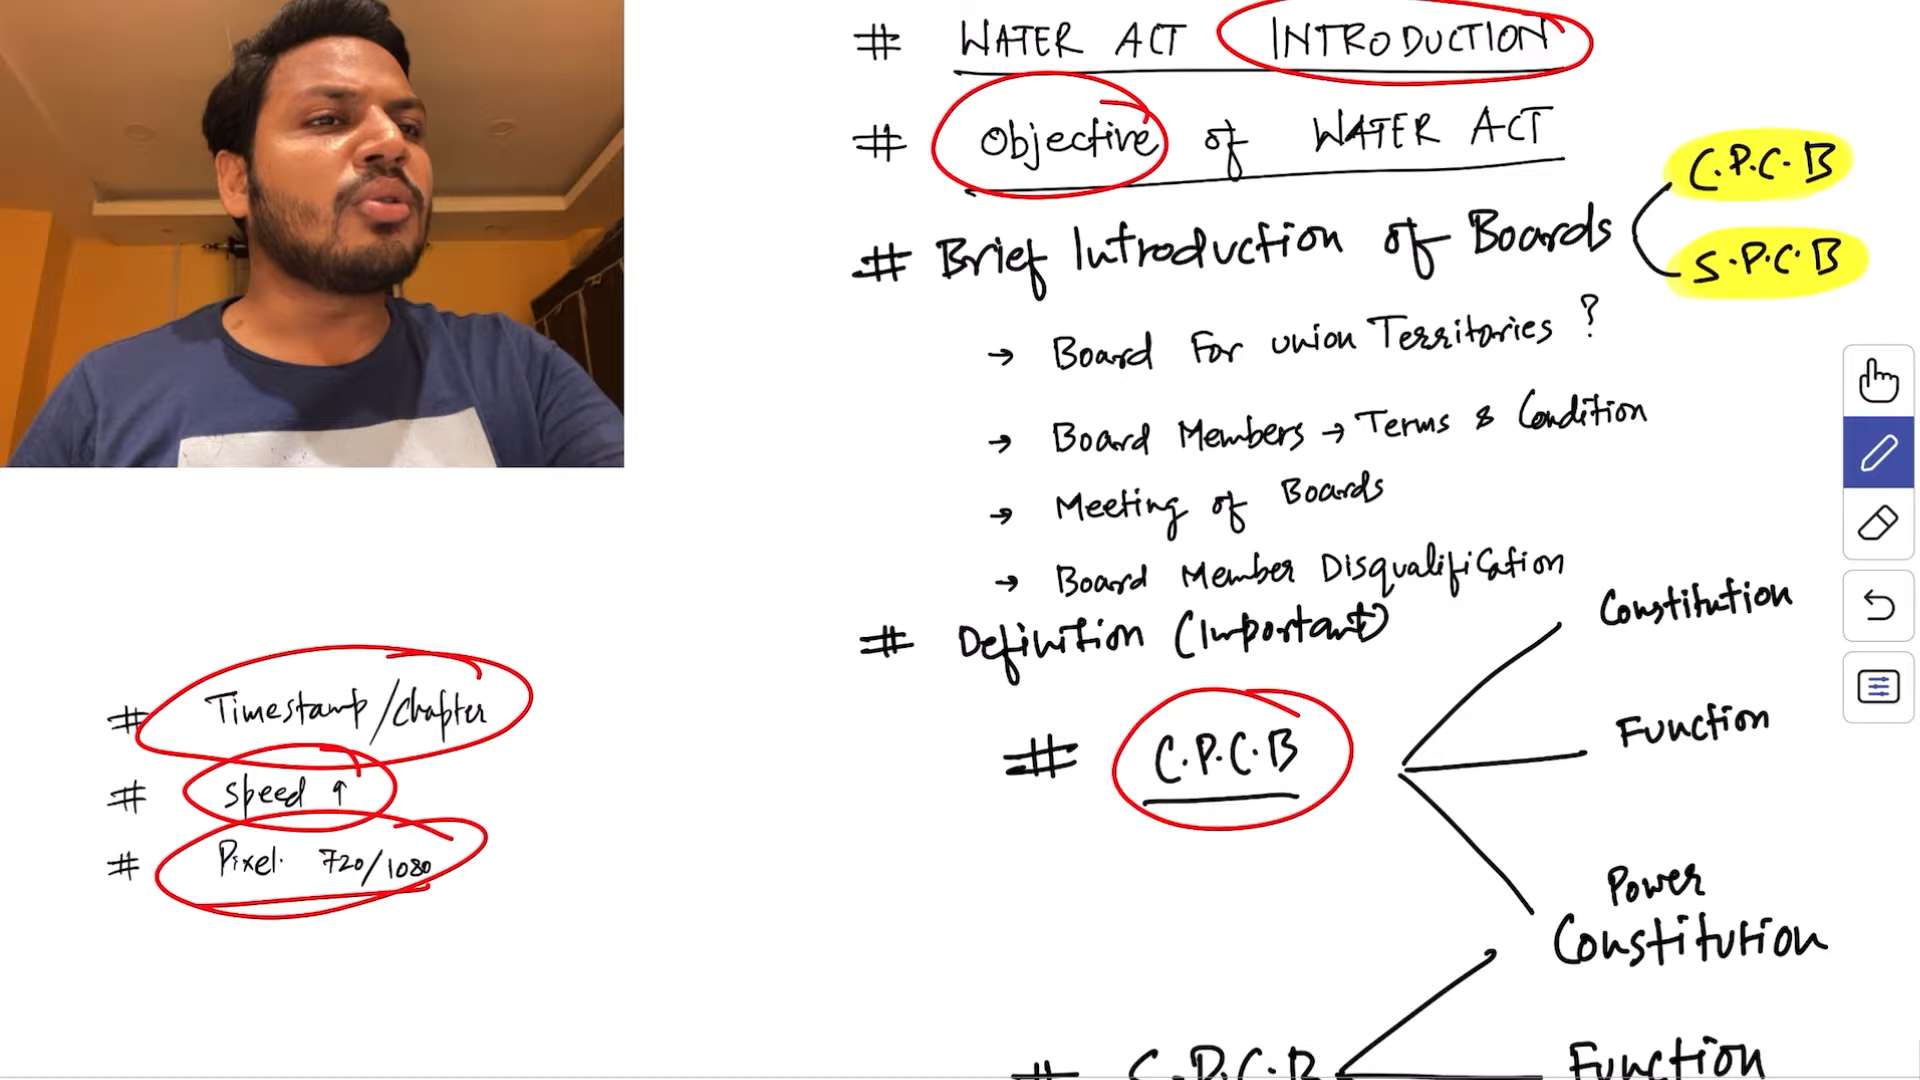 # WATER ACT INTRODUCTION
# Objective of WATER ACT
# Brief Introduction of Boards
C.P.C.B
S.P.C.B
→ Board For union Territories ?
→ Board Members → Terms & Condition
→ Meeting of Boards
→ Board Member Disqualification
# Definition (Important)
# C.P.C.B
Constitution
Function
Power
Constitution
Function
# Timestamp/Chapter
# Speed ↑
# Pixel. 720/1080